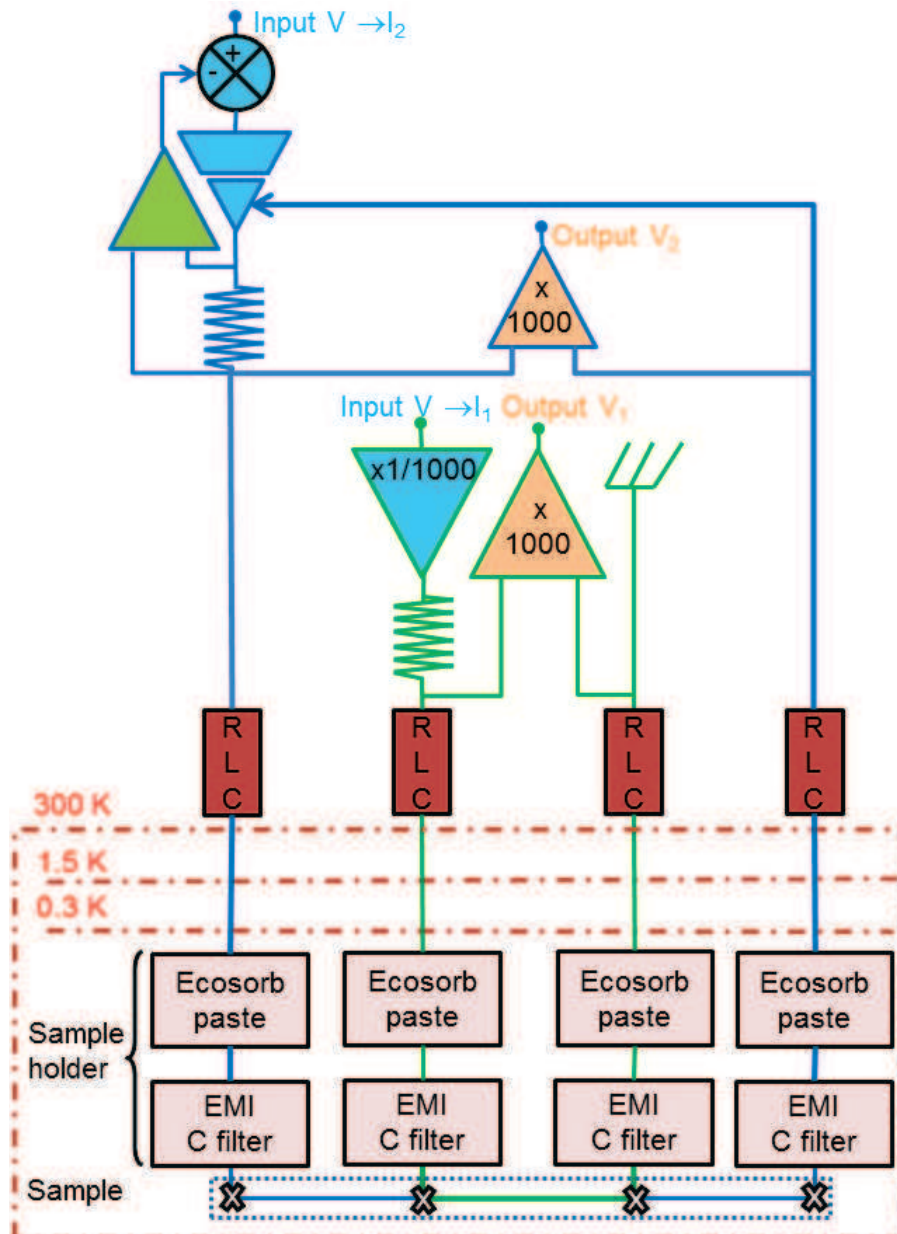 Input V →I₂
+
-
Output V₂
x
1000
Input V →I₁ Output V₁
x1/1000
x
1000
R
L
C
R
L
C
R
L
C
R
L
C
300 K
1.5 K
0.3 K
Ecosorb
paste
Ecosorb
paste
Ecosorb
paste
Ecosorb
paste
Sample
holder
EMI
C filter
EMI
C filter
EMI
C filter
EMI
C filter
Sample
X X X X